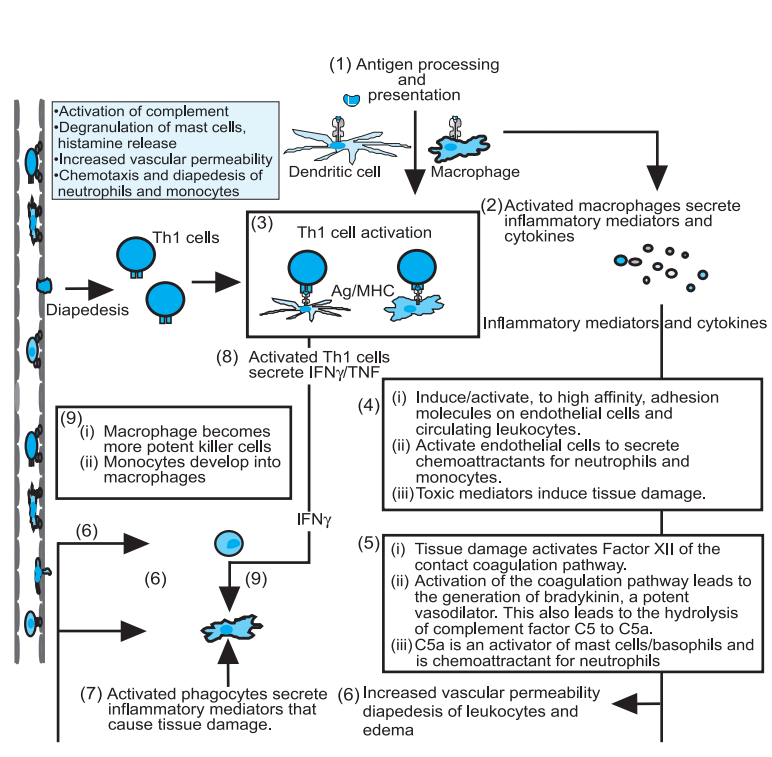 (1) Antigen processing
and
presentation
•Activation of complement
•Degranulation of mast cells,
histamine release
•Increased vascular permeability
•Chemotaxis and diapedesis of
neutrophils and monocytes
Dendritic cell
Macrophage
(2) Activated macrophages secrete
inflammatory mediators and
cytokines
Inflammatory mediators and cytokines
Th1 cells
Diapedesis
(3)
Th1 cell activation
Ag/MHC
(8) Activated Th1 cells
secrete IFNγ/TNF
(4)
(i) Induce/activate, to high affinity, adhesion
molecules on endothelial cells and
circulating leukocytes.
(ii) Activate endothelial cells to secrete
chemoattractants for neutrophils and
monocytes.
(iii) Toxic mediators induce tissue damage.
(9)
(i) Macrophage becomes
more potent killer cells
(ii) Monocytes develop into
macrophages
IFNγ
(6)
(6)
(9)
(5)
(i) Tissue damage activates Factor XII of the
contact coagulation pathway.
(ii) Activation of the coagulation pathway leads to
the generation of bradykinin, a potent
vasodilator. This also leads to the hydrolysis
of complement factor C5 to C5a.
(iii) C5a is an activator of mast cells/basophils and
is chemoattractant for neutrophils
(7) Activated phagocytes secrete
inflammatory mediators that
cause tissue damage.
(6) Increased vascular permeability
diapedesis of leukocytes and
edema